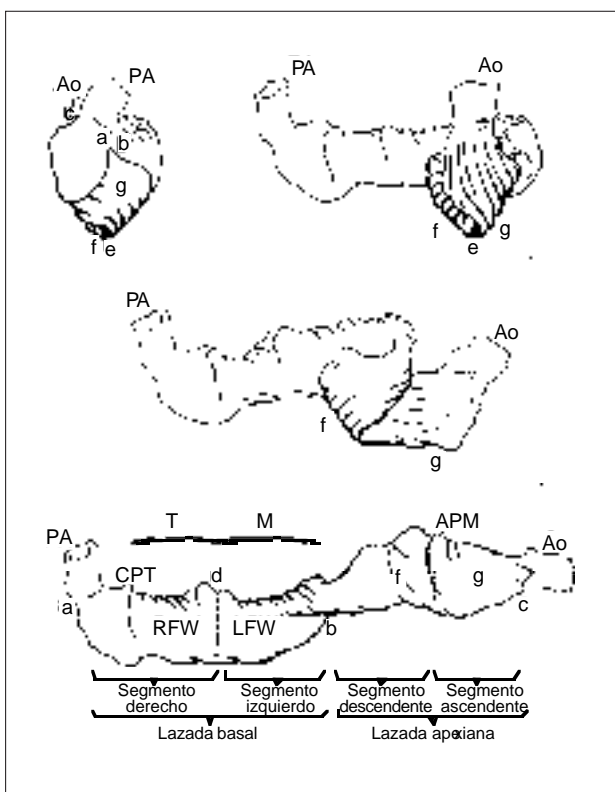 Ao PA
c
a b
g
f e
PA Ao
f e g
PA Ao
f
g
T M APM
PA Ao
CPT d f g
a c
RFW LFW b
Segmento derecho
Segmento izquierdo
Segmento descendente
Segmento ascendente
Lazada basal
Lazada apexiana